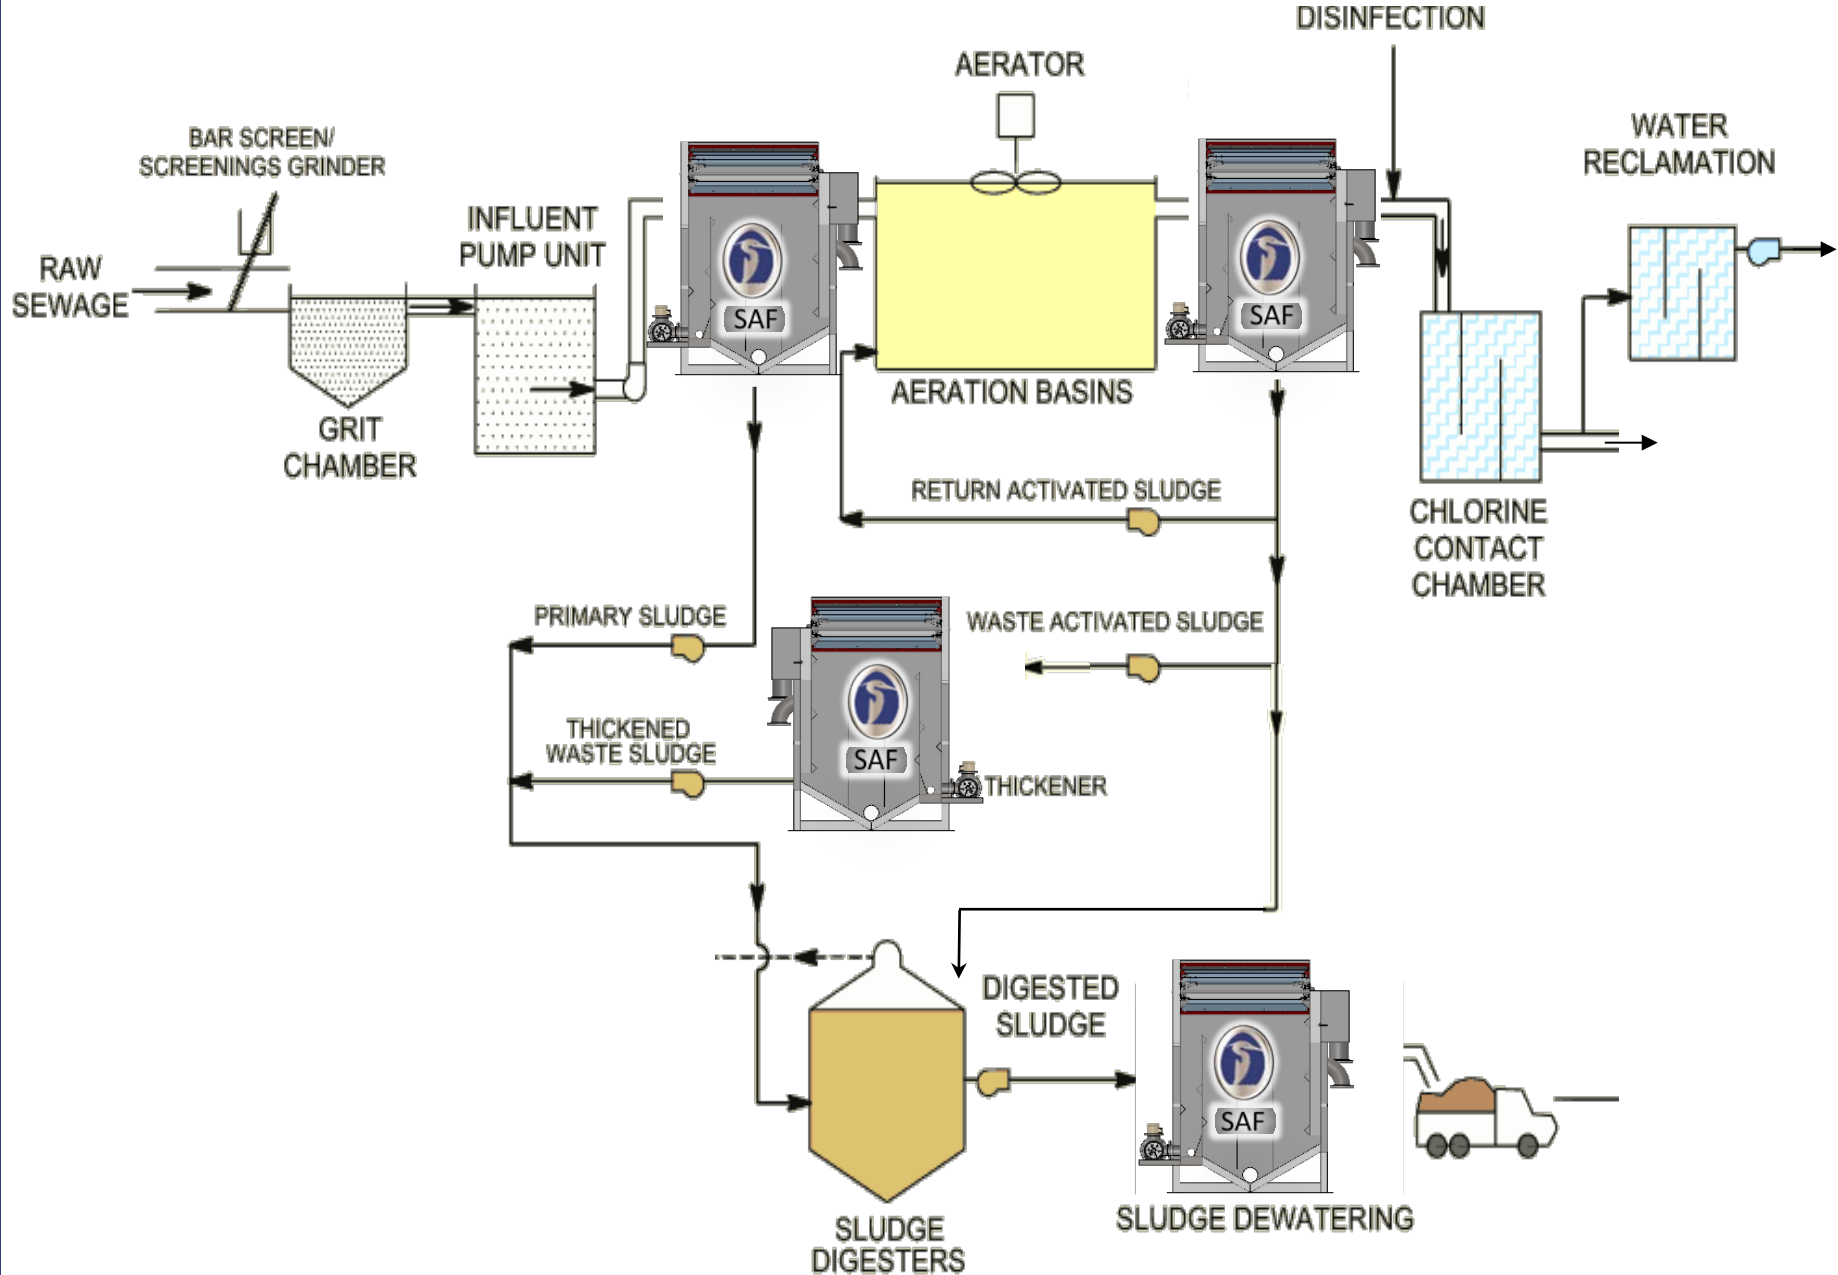 DISINFECTION
AERATOR
BAR SCREEN/
SCREENINGS GRINDER
WATER
RECLAMATION
INFLUENT
PUMP UNIT
RAW
SEWAGE
SAF
SAF
AERATION BASINS
GRIT
CHAMBER
RETURN ACTIVATED SLUDGE
CHLORINE
CONTACT
CHAMBER
PRIMARY SLUDGE
WASTE ACTIVATED SLUDGE
THICKENED
WASTE SLUDGE
SAF
THICKENER
DIGESTED
SLUDGE
SAF
SLUDGE DEWATERING
SLUDGE
DIGESTERS